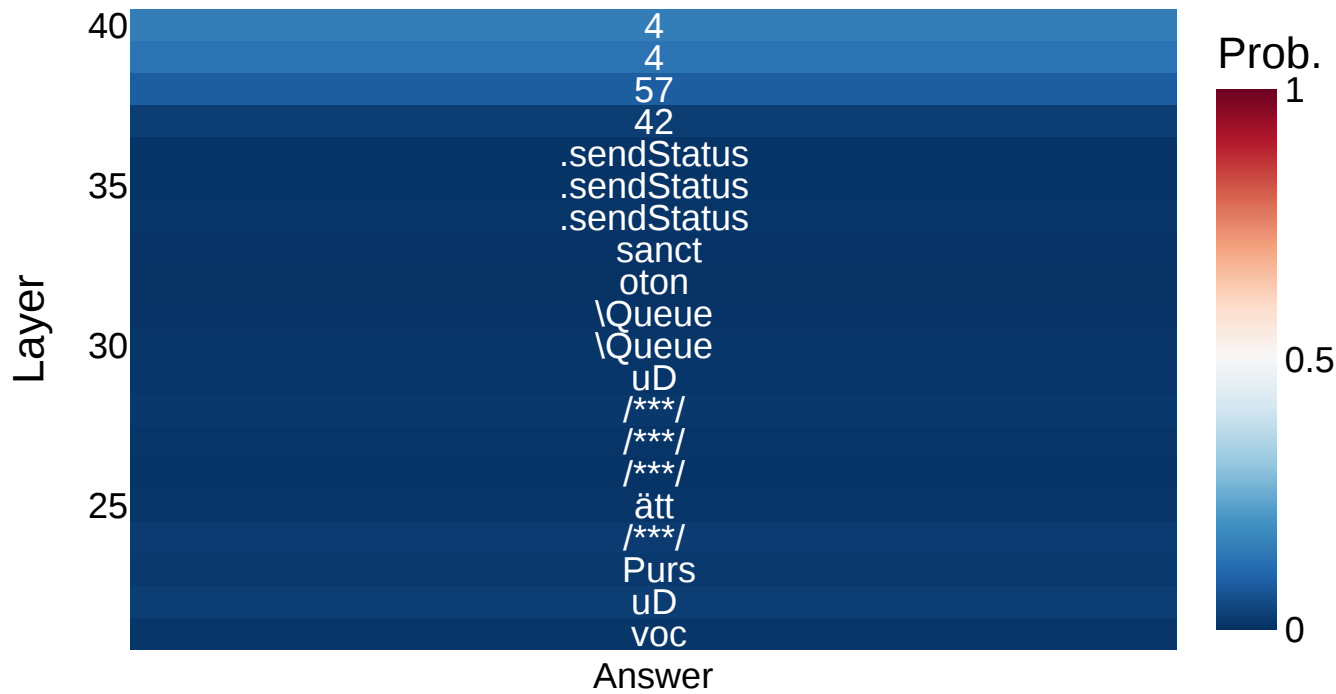 40
4
4
57
42
.sendStatus
35
.sendStatus
.sendStatus
sanct
oton
\Queue
30
\Queue
uD
/***/
/***/
/***/
25
ätt
/***/
Purs
uD
voc
Layer
Answer
Prob.
1
0.5
0